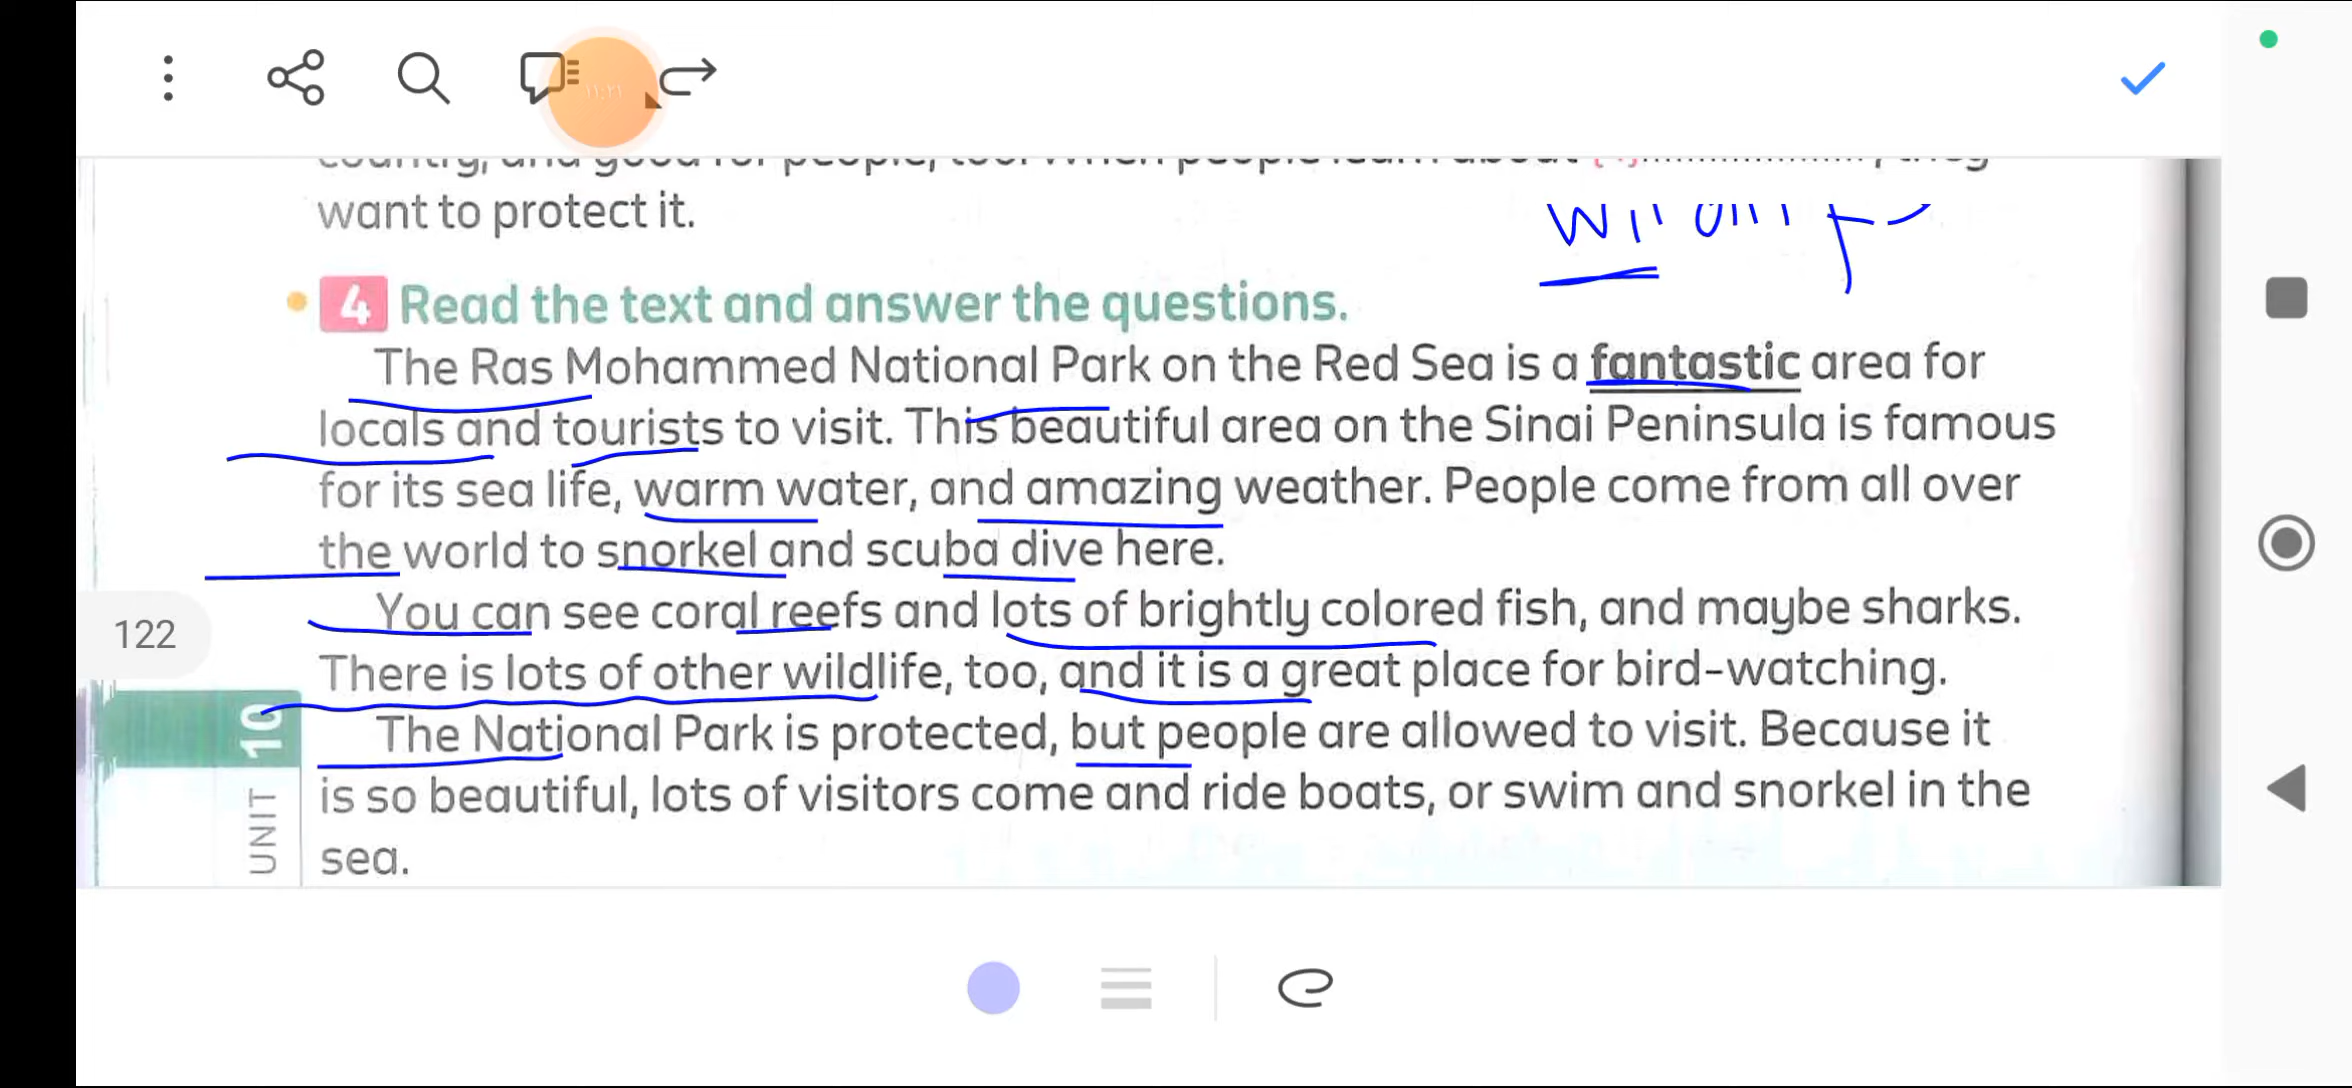 want to protect it.
4 Read the text and answer the questions.
The Ras Mohammed National Park on the Red Sea is a fantastic area for
locals and tourists to visit. This beautiful area on the Sinai Peninsula is famous
for its sea life, warm water, and amazing weather. People come from all over
the world to snorkel and scuba dive here.
You can see coral reefs and lots of brightly colored fish, and maybe sharks.
There is lots of other wildlife, too, and it is a great place for bird-watching.
The National Park is protected, but people are allowed to visit. Because it
is so beautiful, lots of visitors come and ride boats, or swim and snorkel in the
sea.
122
UNIT 10